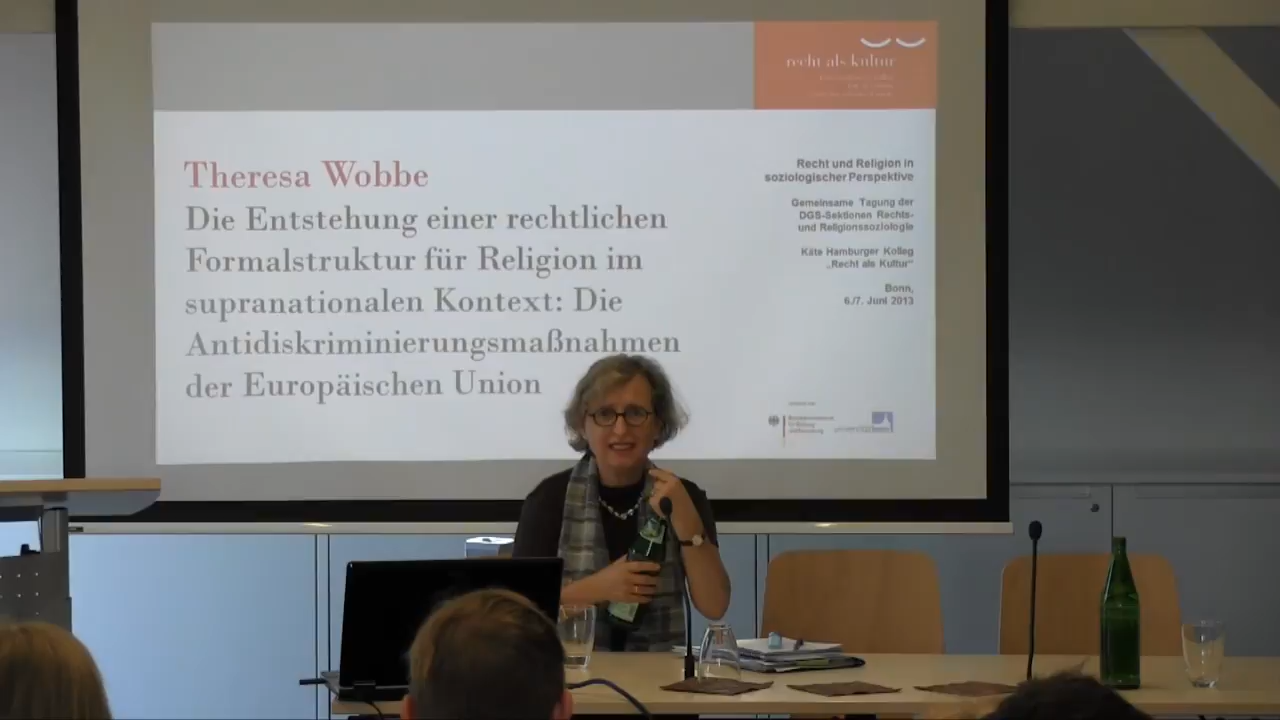 recht als kultur
Theresa Wobbe
Die Entstehung einer rechtlichen
Formalstruktur für Religion im
supranationalen Kontext: Die
Antidiskriminierungsmaßnahmen
der Europäischen Union
Recht und Religion in
soziologischer Perspektive
Gemeinsame Tagung der
DGS-Sektionen Rechts-
und Religionssoziologie
Käte Hamburger Kolleg
„Recht als Kultur“
Bonn,
6./7. Juni 2013